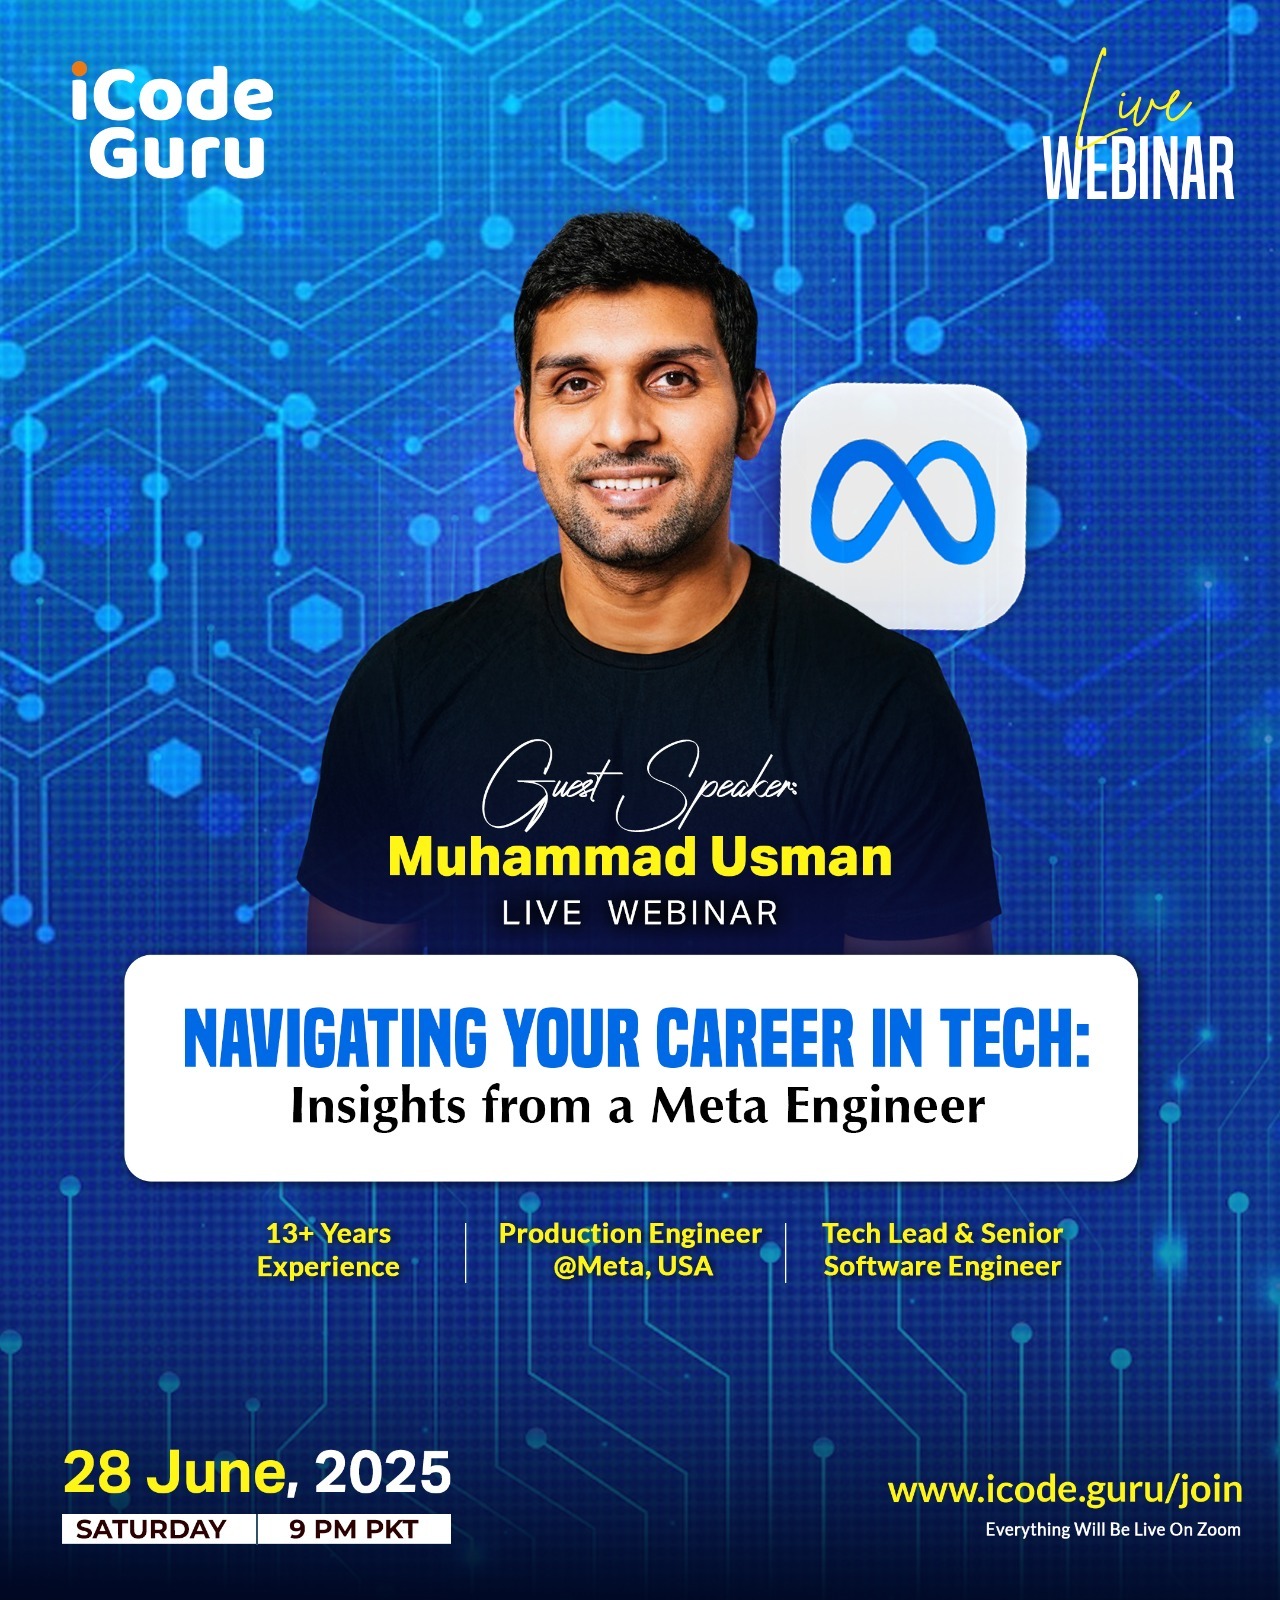 iCode
Guru
Live
WEBINAR
Guest Speaker:
Muhammad Usman
LIVE WEBINAR
NAVIGATING YOUR CAREER IN TECH:
Insights from a Meta Engineer
13+ Years
Experience
Production Engineer
@Meta, USA
Tech Lead & Senior
Software Engineer
28 June, 2025
SATURDAY 9 PM PKT
www.icode.guru/join
Everything Will Be Live On Zoom